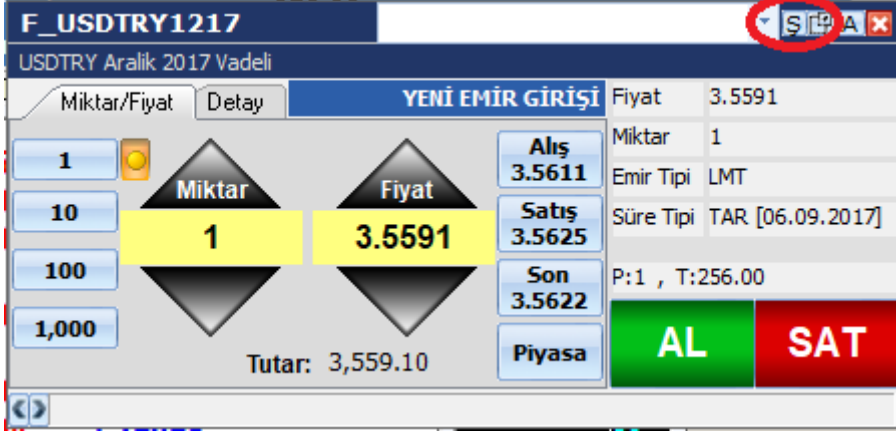 F_USDTRY1217
Ş
A
USDTRY Aralik 2017 Vadeli
Miktar/Fiyat
Detay
YENİ EMİR GİRİŞİ
1
10
100
1,000
Miktar
1
Fiyat
3.5591
Tutar: 3,559.10
Alış
3.5611
Satış
3.5625
Son
3.5622
Piyasa
Fiyat 3.5591
Miktar 1
Emir Tipi LMT
Süre Tipi TAR [06.09.2017]
P:1 , T:256.00
AL
SAT